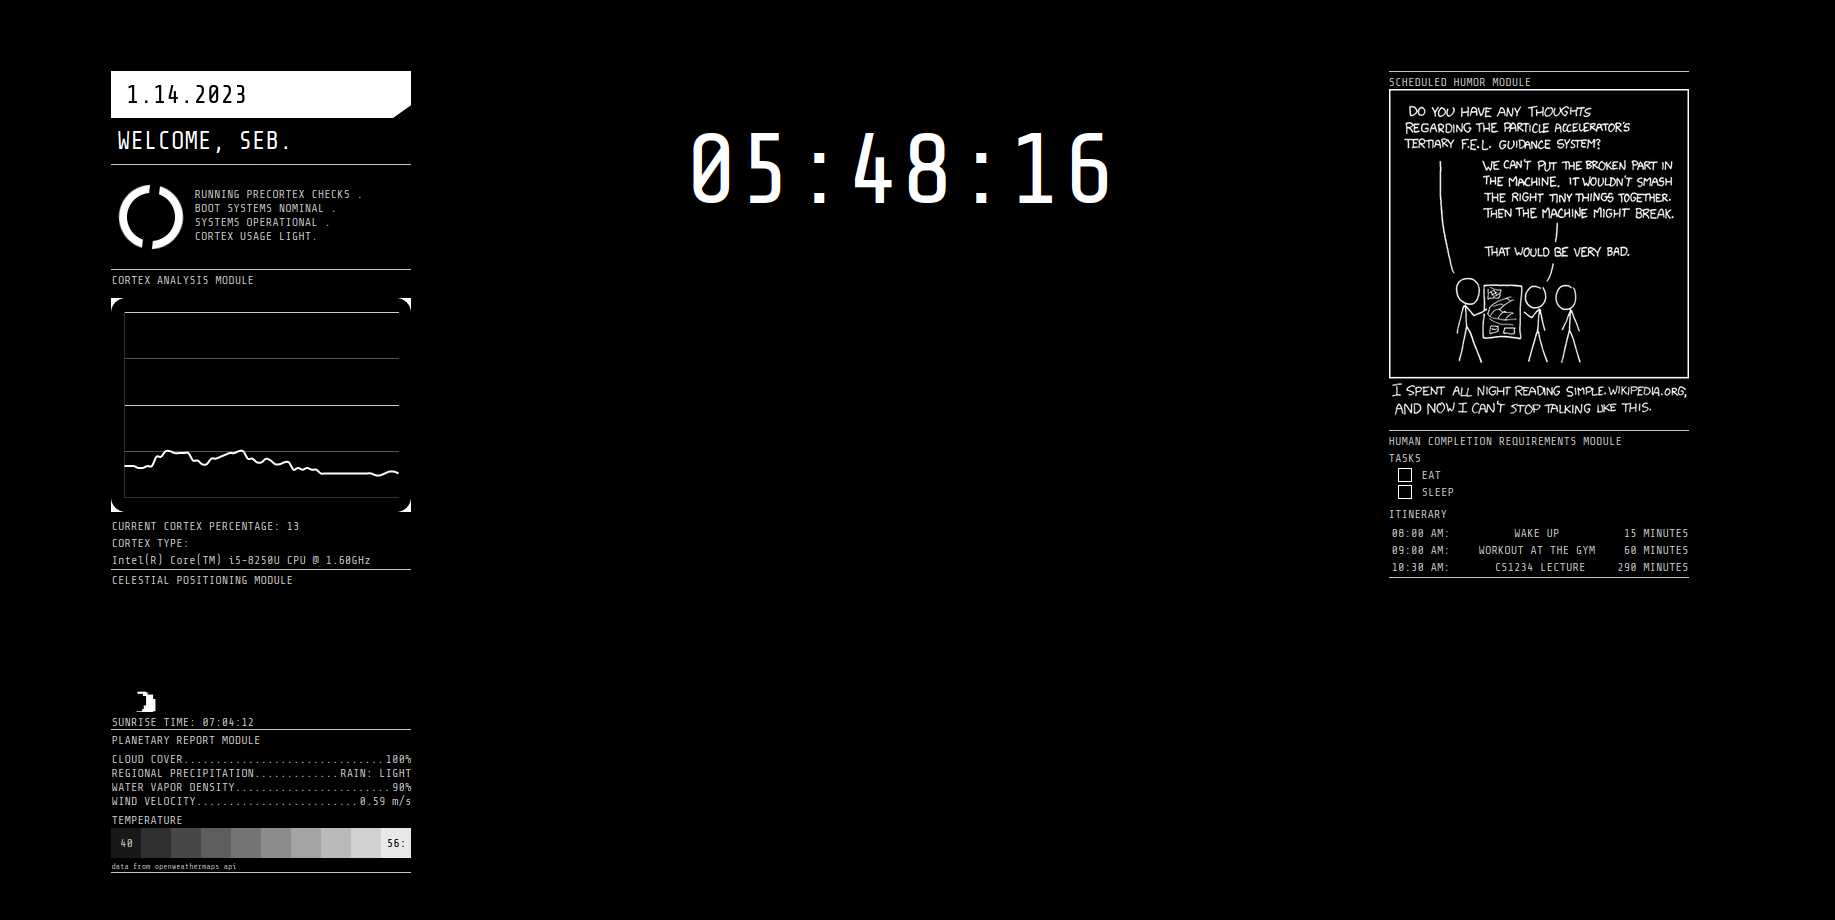 1.14.2023
WELCOME, SEB.
RUNNING PRECORTEX CHECKS .
BOOT SYSTEMS NOMINAL .
SYSTEMS OPERATIONAL .
CORTEX USAGE LIGHT.
CORTEX ANALYSIS MODULE
CURRENT CORTEX PERCENTAGE: 13
CORTEX TYPE:
Intel(R) Core(TM) i5-8250U CPU @ 1.60GHz
CELESTIAL POSITIONING MODULE
SUNRISE TIME: 07:04:12
PLANETARY REPORT MODULE
CLOUD COVER...............................100%
REGIONAL PRECIPITATION.............RAIN: LIGHT
WATER VAPOR DENSITY........................90%
WIND VELOCITY.........................0.59 m/s
TEMPERATURE
40 56:
data from openweathermaps api
05:48:16
SCHEDULED HUMOR MODULE
DO YOU HAVE ANY THOUGHTS
REGARDING THE PARTICLE ACCELERATOR'S
TERTIARY F.E.L. GUIDANCE SYSTEM?
WE CAN'T PUT THE BROKEN PART IN
THE MACHINE. IT WOULDN'T SMASH
THE RIGHT TINY THINGS TOGETHER.
THEN THE MACHINE MIGHT BREAK.
THAT WOULD BE VERY BAD.
I SPENT ALL NIGHT READING SIMPLE.WIKIPEDIA.ORG,
AND NOW I CAN'T STOP TALKING LIKE THIS.
HUMAN COMPLETION REQUIREMENTS MODULE
TASKS
EAT
SLEEP
ITINERARY
08:00 AM: WAKE UP 15 MINUTES
09:00 AM: WORKOUT AT THE GYM 60 MINUTES
10:30 AM: CS1234 LECTURE 290 MINUTES